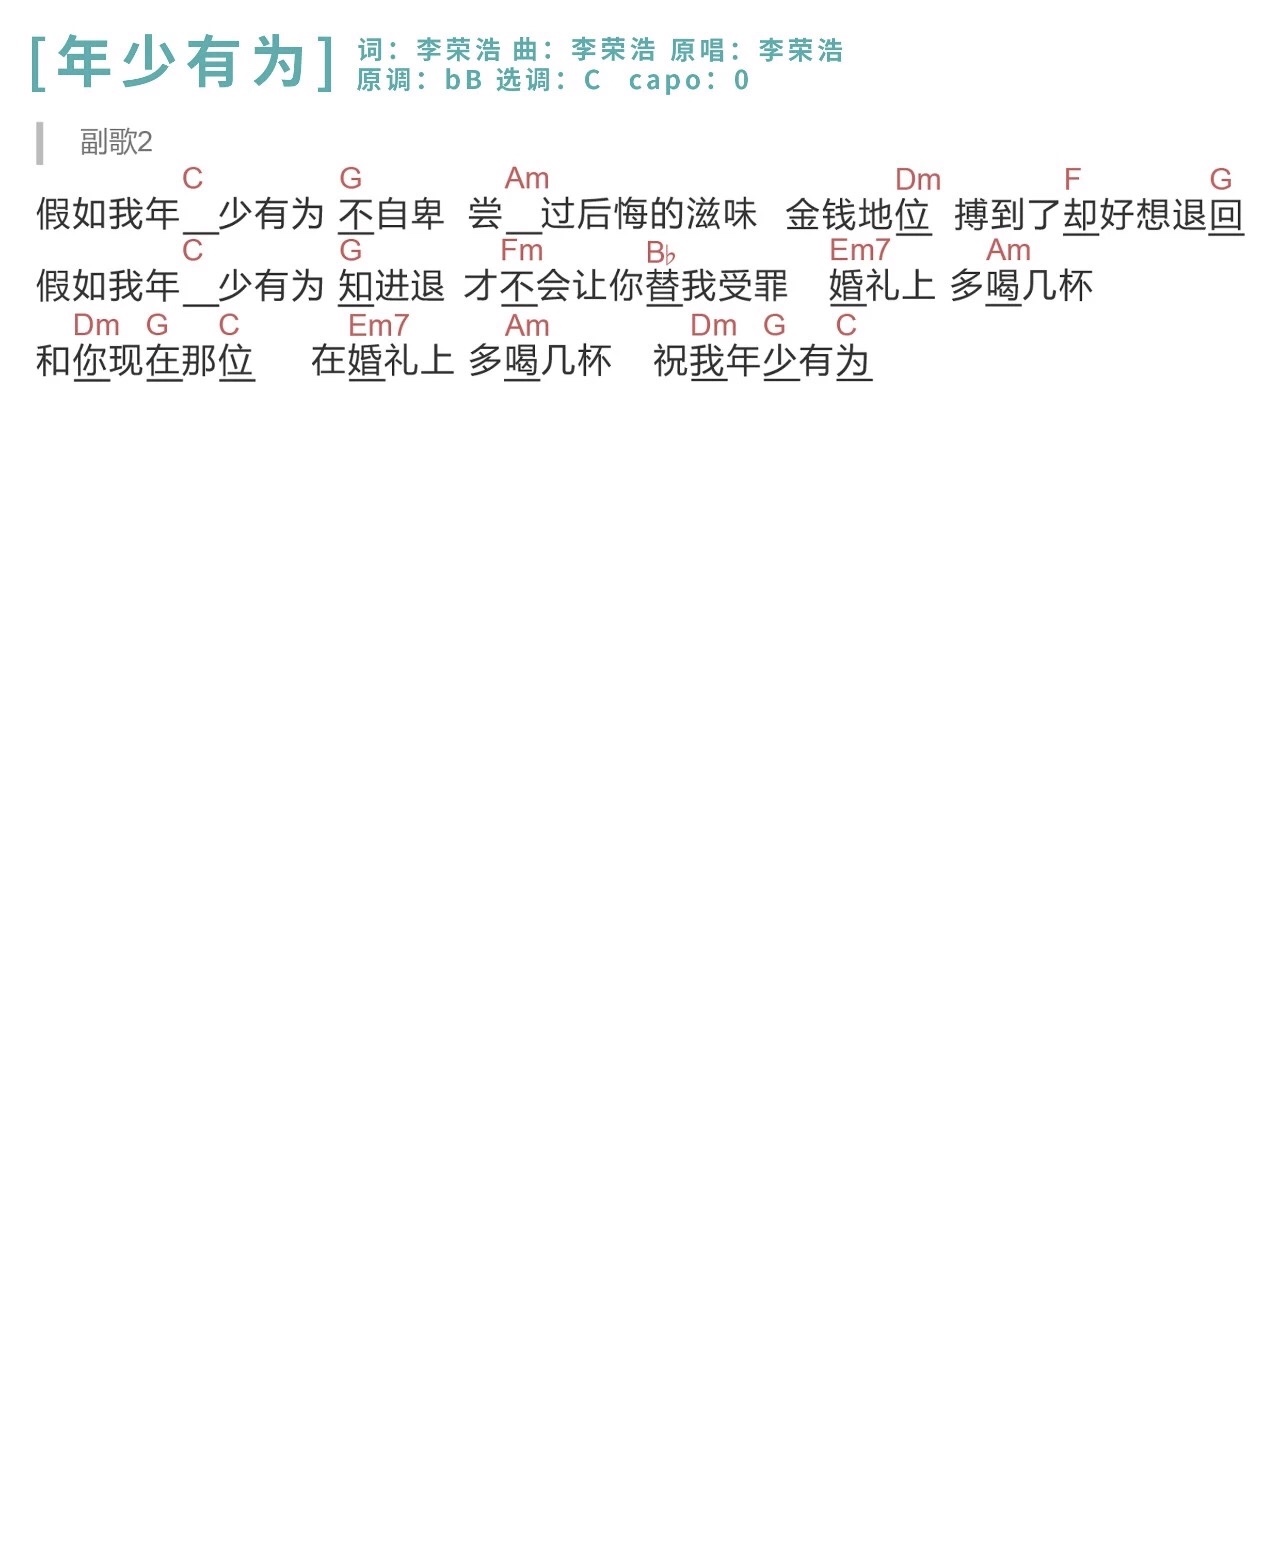 [年少有为] 词：李荣浩 曲：李荣浩 原唱：李荣浩
原调：bB 选调：C capo：0
副歌2
C G Am Dm F G
假如我年__少有为 不自卑 尝__过后悔的滋味 金钱地位 搏到了却好想退回
C G Fm B♭ Em7 Am
假如我年__少有为 知进退 才不会让你替我受罪 婚礼上 多喝几杯
Dm G C Em7 Am Dm G C
和你现在那位 在婚礼上 多喝几杯 祝我年少有为